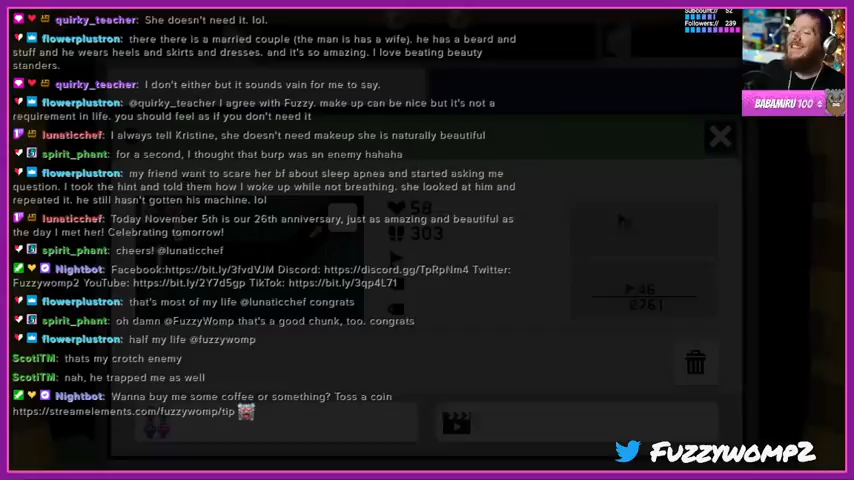 quirky_teacher: She doesn't need it. lol.
flowerplustron: there there is a married couple (the man is has a wife). he has a beard and
stuff and he wears heels and skirts and dresses. and it's so amazing. I love beating beauty
standers.
quirky_teacher: I don't either but it sounds vain for me to say.
flowerplustron: @quirky_teacher I agree with Fuzzy. make up can be nice but it's not a
requirement in life. you should feel as if you don't need it
lunaticchef: I always tell Kristine, she doesn't need makeup she is naturally beautiful
spirit_phant: for a second, I thought that burp was an enemy hahaha
flowerplustron: my friend want to scare her bf about sleep apnea and started asking me
question. I took the hint and told them how I woke up while not breathing. she looked at him and
repeated it. he still hasn't gotten his machine. lol
lunaticchef: Today November 5th is our 26th anniversary, just as amazing and beautiful as
the day I met her! Celebrating tomorrow!
spirit_phant: cheers! @lunaticchef
Nightbot: Facebook:https://bit.ly/3fvdVJM Discord: https://discord.gg/TpRpNm4 Twitter:
Fuzzywomp2 YouTube: https://bit.ly/2Y7d5gp TikTok: https://bit.ly/3qp4L71
flowerplustron: that's most of my life @lunaticchef congrats
spirit_phant: oh damn @FuzzyWomp that's a good chunk, too. congrats
flowerplustron: half my life @fuzzywomp
ScotiTM: thats my crotch enemy
ScotiTM: nah, he trapped me as well
Nightbot: Wanna buy me some coffee or something? Toss a coin
https://streamelements.com/fuzzywomp/tip
58
303
46
2761
Subcount:// 52
Followers:// 239
BABAMIRU 100
FUZZYWOMP2